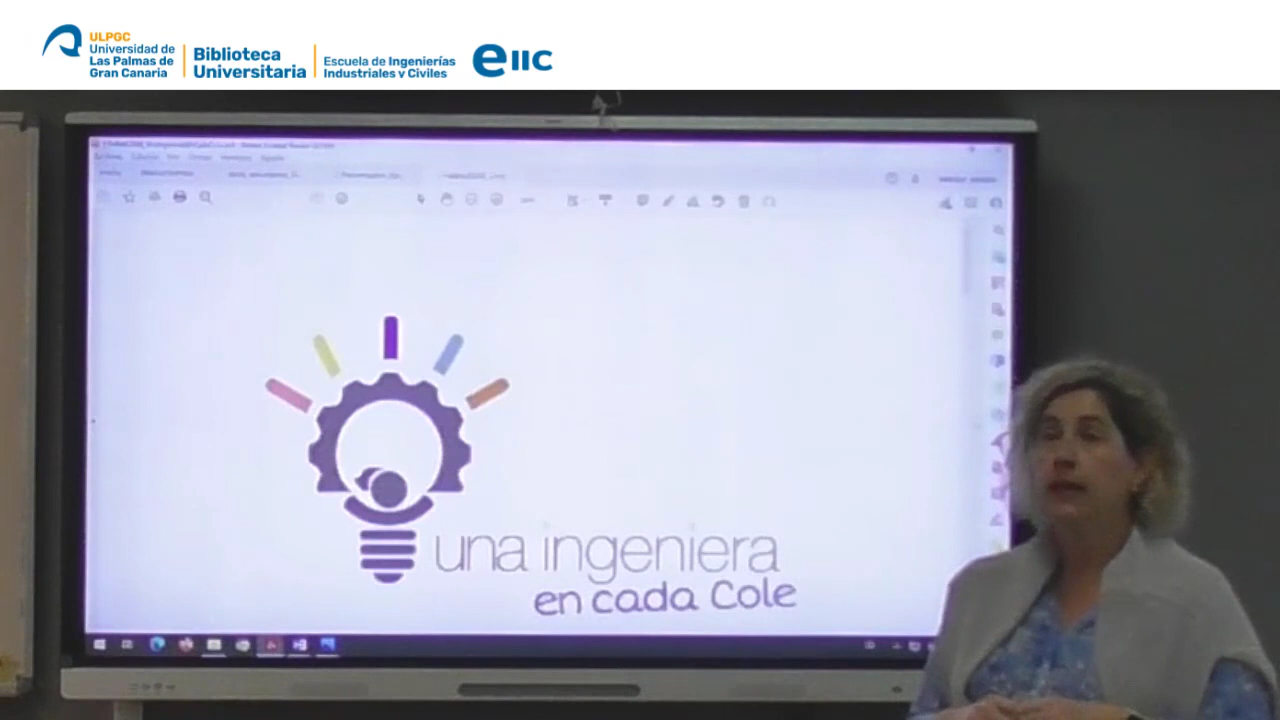 ULPGC
Universidad de
Las Palmas de
Gran Canaria
Biblioteca
Universitaria
Escuela de Ingenierías
Industriales y Civiles
eIIC
una ingeniera
en cada Cole